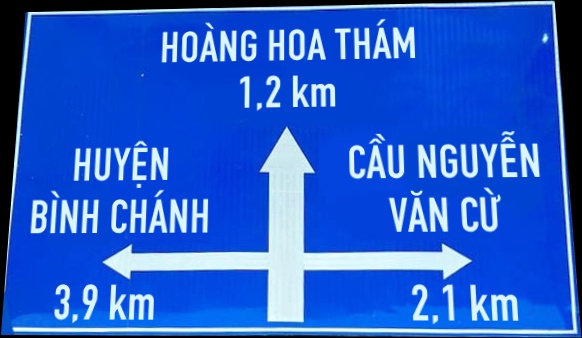 HOÀNG HOA THÁM
1,2 km
HUYỆN
BÌNH CHÁNH
3,9 km
CẦU NGUYỄN
VĂN CỪ
2,1 km